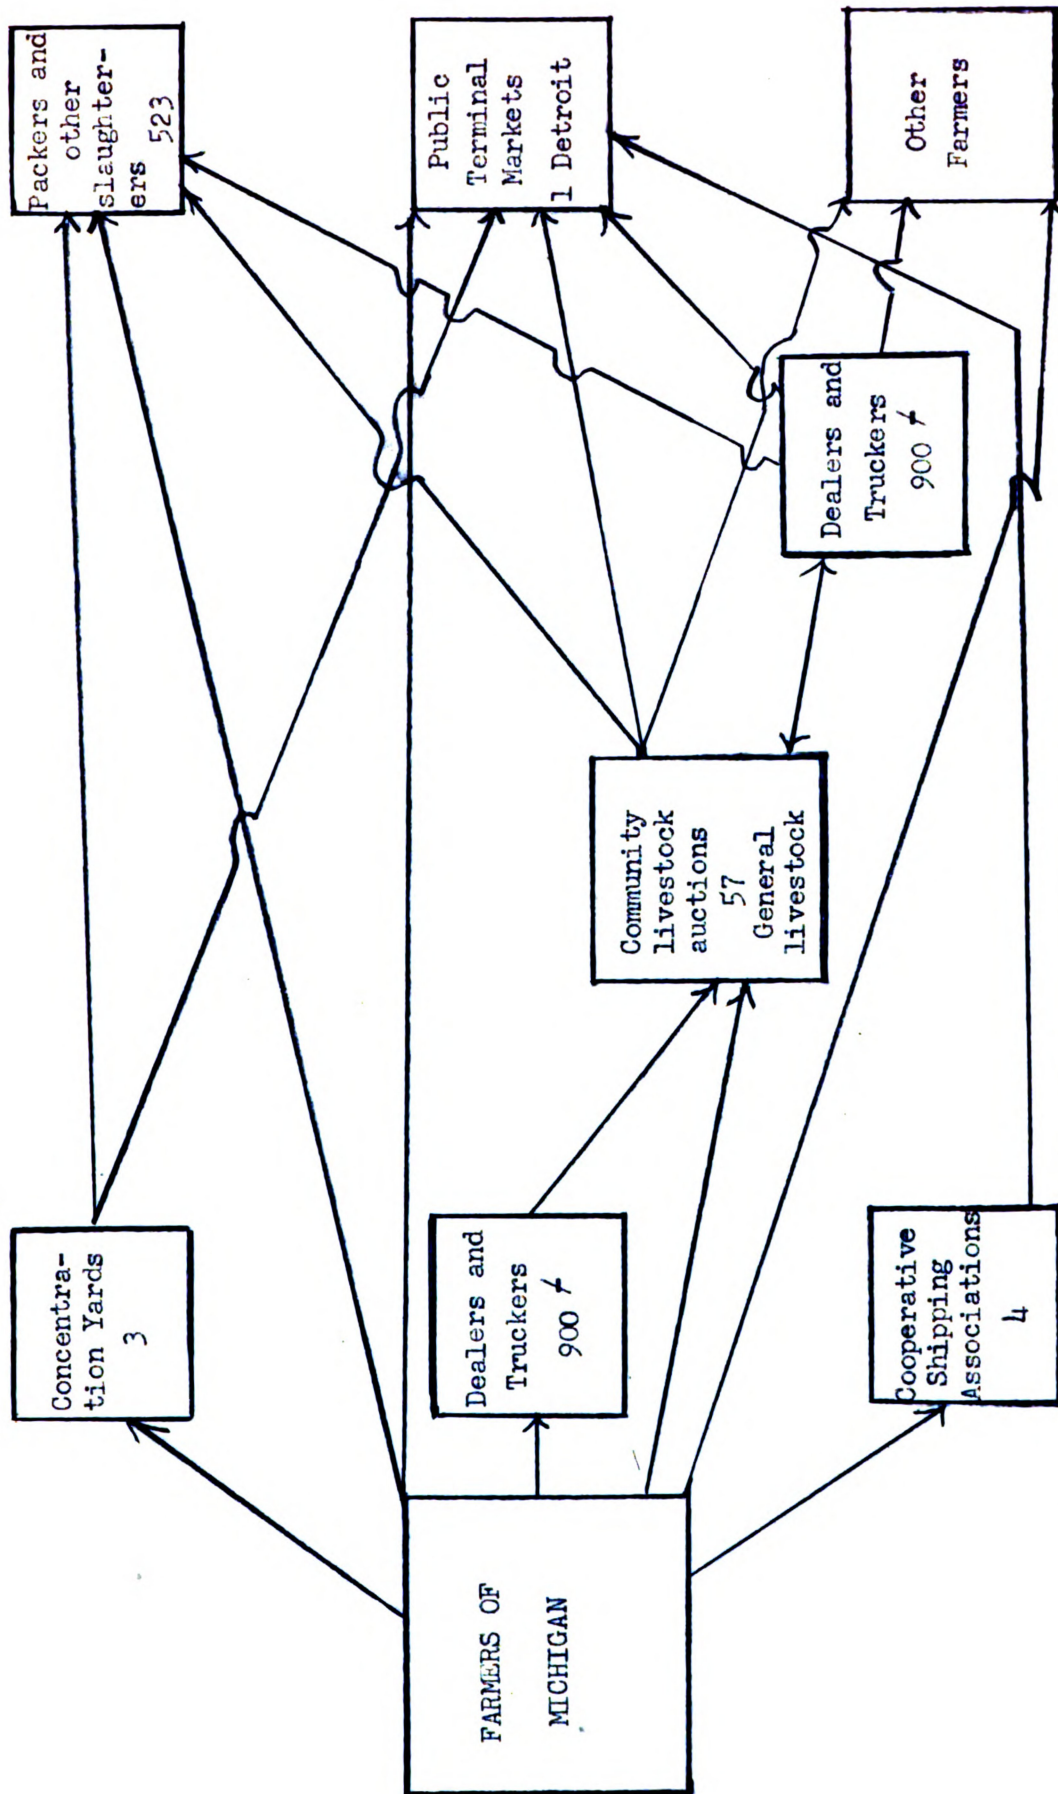 FARMERS OF
MICHIGAN
Concentra-
tion Yards
3
Dealers and
Truckers
900 +
Cooperative
Shipping
Associations
4
Community
livestock
auctions
57
General
livestock
Dealers and
Truckers
900 +
Packers and
other
slaughter-
ers 523
Public
Terminal
Markets
1 Detroit
Other
Farmers